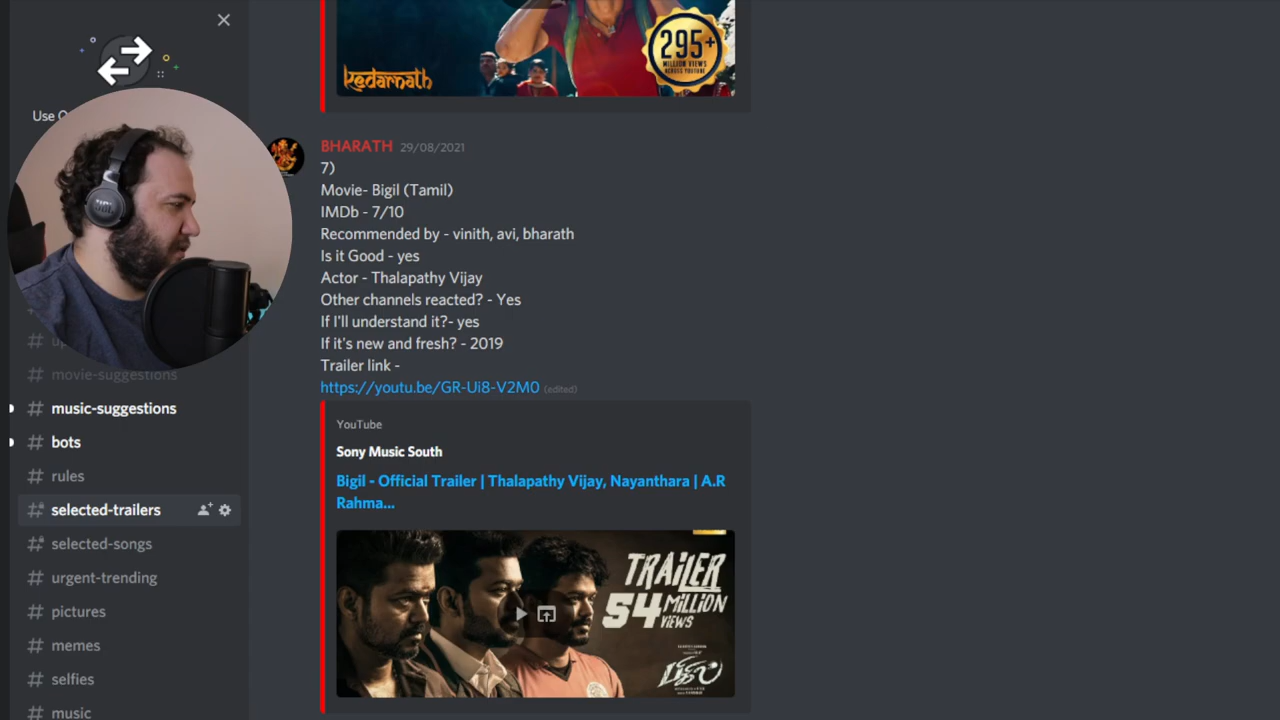 295+
MILLION VIEWS
ACROSS YOUTUBE
kedarnath
Use
BHARATH 29/08/2021
7)
Movie- Bigil (Tamil)
IMDb - 7/10
Recommended by - vinith, avi, bharath
Is it Good - yes
Actor - Thalapathy Vijay
Other channels reacted? - Yes
If I'll understand it?- yes
If it's new and fresh? - 2019
Trailer link -
https://youtu.be/GR-Ui8-V2M0 (edited)
YouTube
Sony Music South
Bigil - Official Trailer | Thalapathy Vijay, Nayanthara | A.R
Rahma...
TRAILER
54 MILLION
VIEWS
பிகில்
# movie-suggestions
# music-suggestions
# bots
# rules
# selected-trailers
# selected-songs
# urgent-trending
# pictures
# memes
# selfies
# music